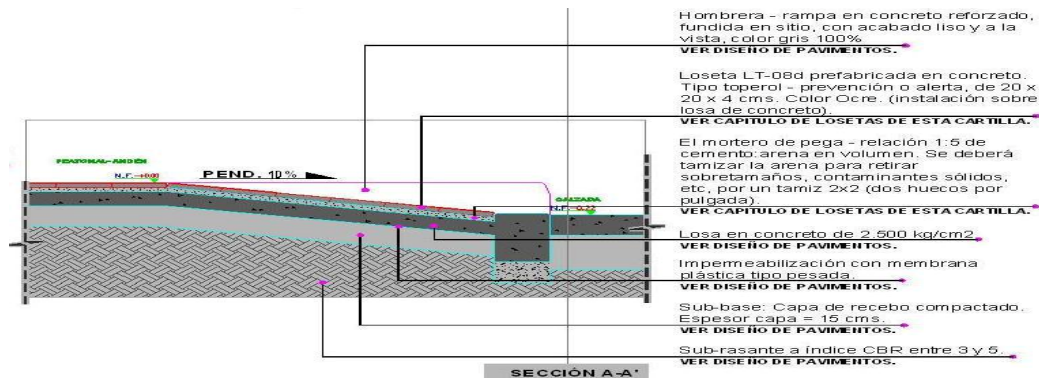 Hombrera - rampa en concreto reforzado,
fundida en sitio, con acabado liso y a la
vista, color gris 100%
VER DISEÑO DE PAVIMENTOS.
Loseta LT-08d prefabricada en concreto.
Tipo toperol - prevención o alerta, de 20 x
20 x 4 cms. Color Ocre. (instalación sobre
losa de concreto).
VER CAPITULO DE LOSETAS DE ESTA CARTILLA.
El mortero de pega - relación 1:5 de
cemento:arena en volumen. Se deberá
tamizar la arena para retirar
sobretamaños, contaminantes sólidos,
etc, por un tamiz 2x2 (dos huecos por
pulgada).
VER CAPITULO DE LOSETAS DE ESTA CARTILLA.
Losa en concreto de 2.500 kg/cm2
VER DISEÑO DE PAVIMENTOS.
Impermeabilización con membrana
plástica tipo pesada.
VER DISEÑO DE PAVIMENTOS.
Sub-base: Capa de recebo compactado.
Espesor capa = 15 cms.
VER DISEÑO DE PAVIMENTOS.
Sub-rasante a índice CBR entre 3 y 5.
VER DISEÑO DE PAVIMENTOS.
PEATONAL-ANDÉN
N.F.
PEND. 10%
CALZADA
N.F.
SECCIÓN A-A'